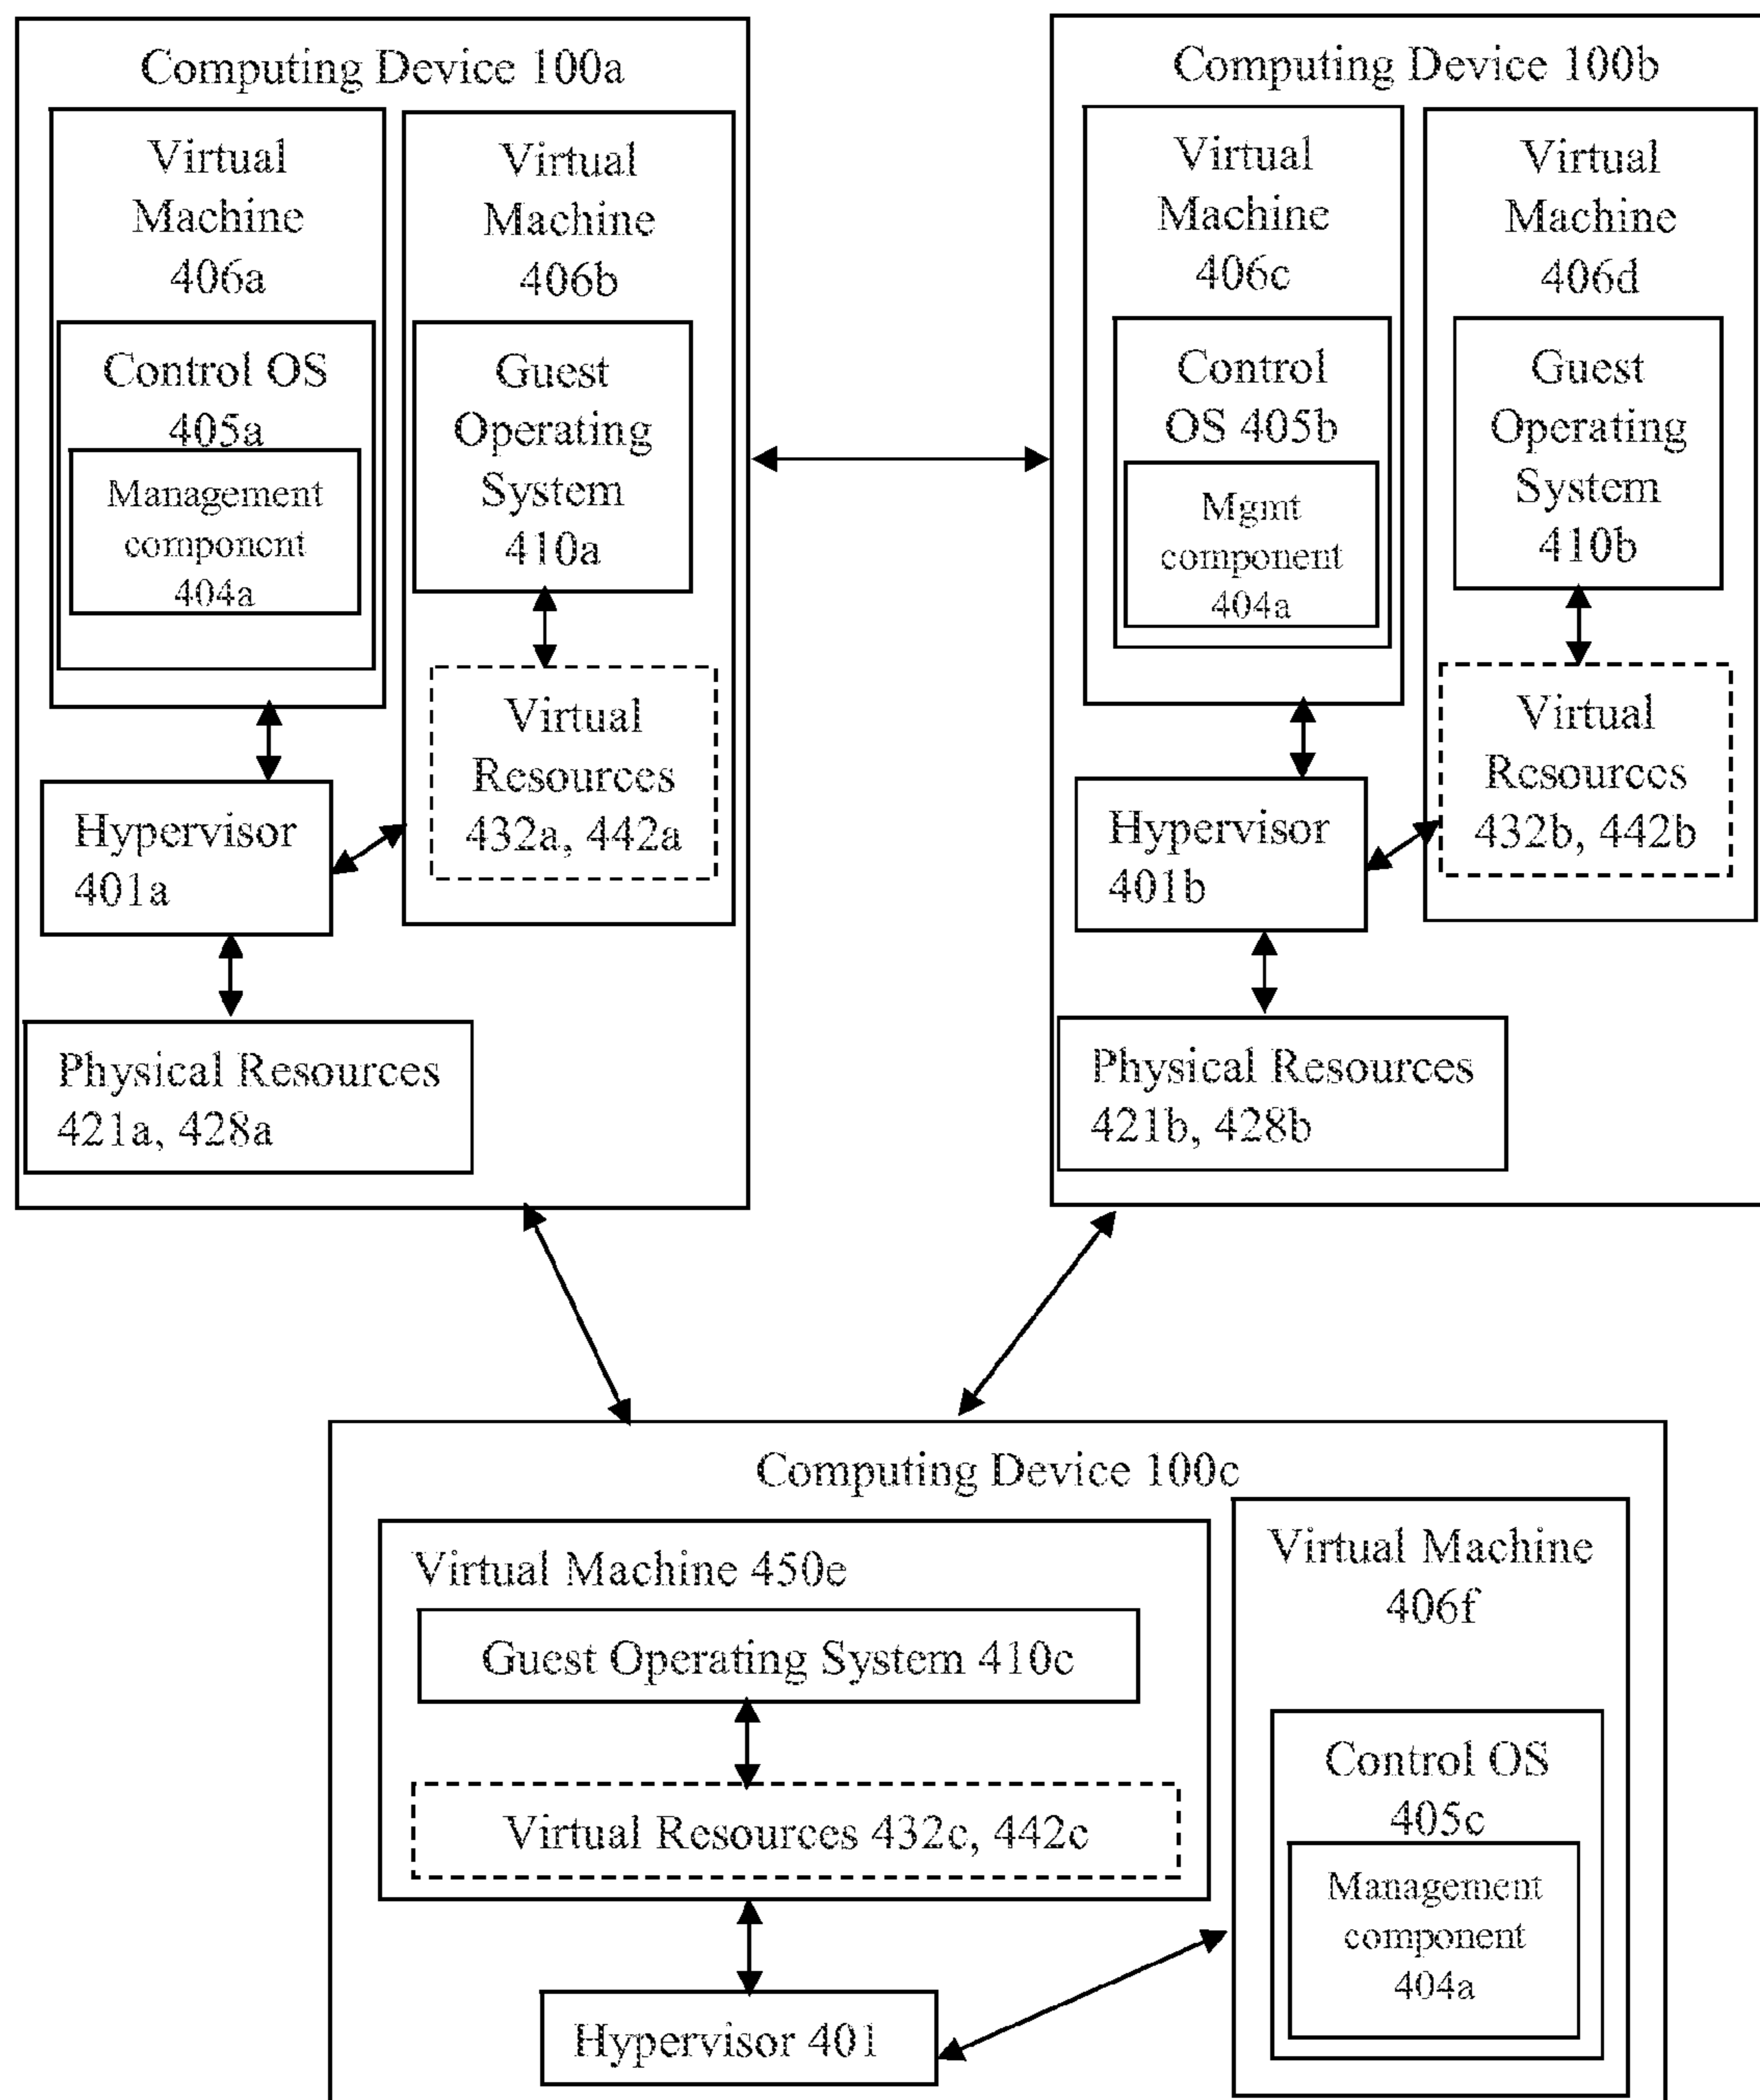 Computing Device 100a
Virtual
Machine
406a
Control OS
405a
Management
component
404a
Virtual
Machine
406b
Guest
Operating
System
410a
Virtual
Resources
432a, 442a
Hypervisor
401a
Physical Resources
421a, 428a
Computing Device 100b
Virtual
Machine
406c
Control
OS 405b
Mgmt
component
404a
Virtual
Machine
406d
Guest
Operating
System
410b
Virtual
Resources
432b, 442b
Hypervisor
401b
Physical Resources
421b, 428b
Computing Device 100c
Virtual Machine 450e
Guest Operating System 410c
Virtual Resources 432c, 442c
Hypervisor 401
Virtual Machine
406f
Control OS
405c
Management
component
404a